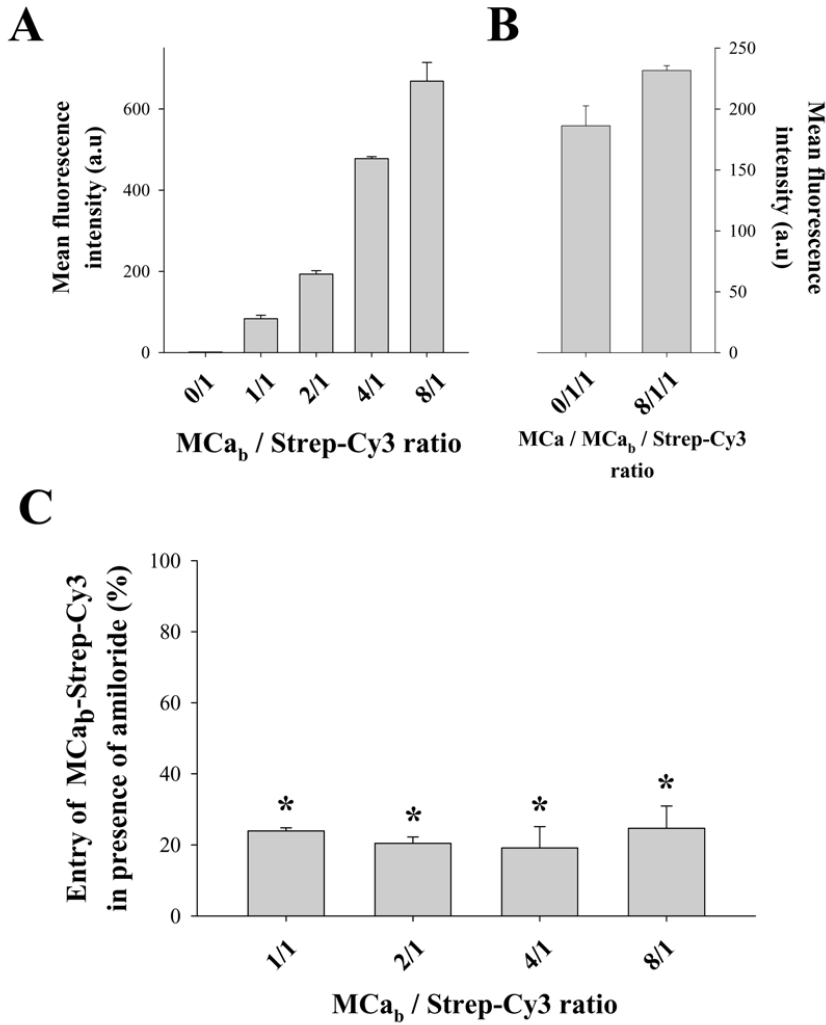 A
Mean fluorescence
intensity (a.u)
600
400
200
0
0/1
1/1
2/1
4/1
8/1
MCab / Strep-Cy3 ratio
B
250
200
150
100
50
0
Mean fluorescence
intensity (a.u)
0/1/1
8/1/1
MCa / MCab / Strep-Cy3
ratio
C
Entry of MCab-Strep-Cy3
in presence of amiloride (%)
100
80
60
40
20
0
*
*
*
*
1/1
2/1
4/1
8/1
MCab / Strep-Cy3 ratio